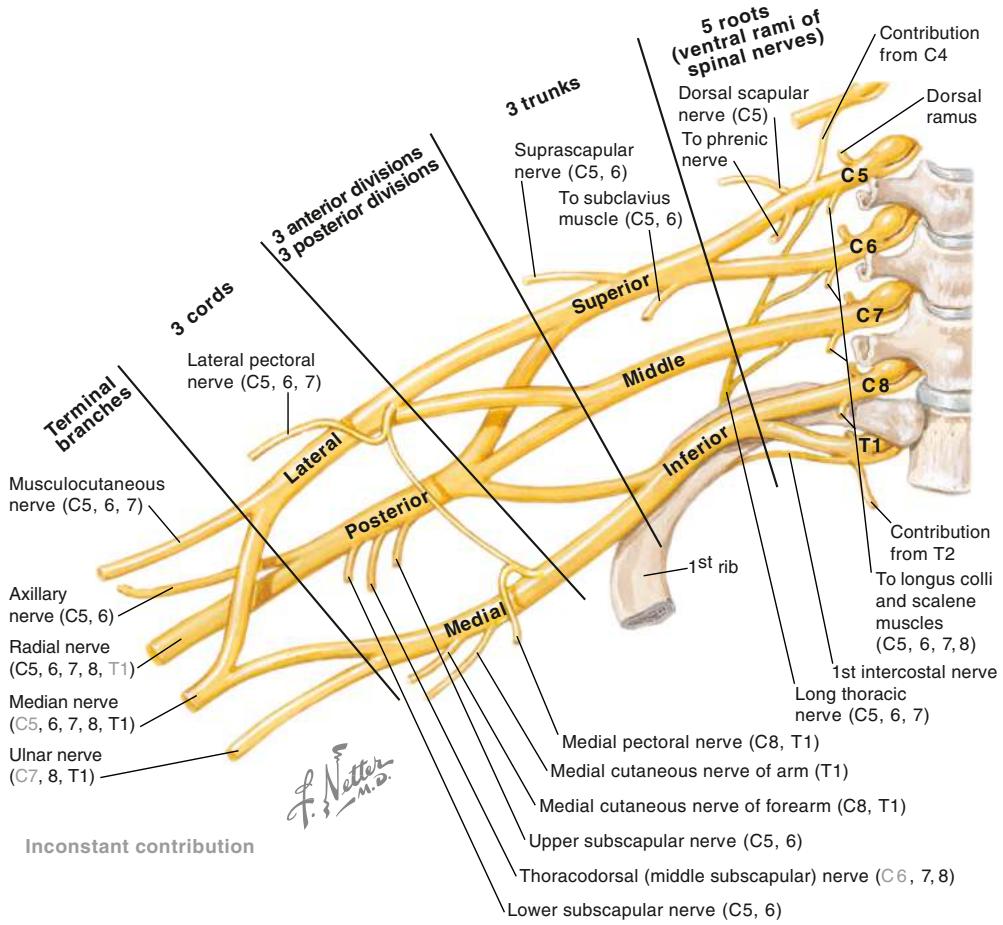 5 roots
(ventral rami of
spinal nerves)
Contribution
from C4
3 trunks
Dorsal scapular
nerve (C5)
Dorsal
ramus
To phrenic
nerve
Suprascapular
nerve (C5, 6)
To subclavius
muscle (C5, 6)
3 anterior divisions
3 posterior divisions
3 cords
Terminal
branches
C5
C6
C7
C8
T1
Superior
Middle
Inferior
Lateral pectoral
nerve (C5, 6, 7)
Lateral
Posterior
Medial
Musculocutaneous
nerve (C5, 6, 7)
Axillary
nerve (C5, 6)
Radial nerve
(C5, 6, 7, 8, T1)
Median nerve
(C5, 6, 7, 8, T1)
Ulnar nerve
(C7, 8, T1)
1st rib
Contribution
from T2
To longus colli
and scalene
muscles
(C5, 6, 7, 8)
1st intercostal nerve
Long thoracic
nerve (C5, 6, 7)
Medial pectoral nerve (C8, T1)
Medial cutaneous nerve of arm (T1)
Medial cutaneous nerve of forearm (C8, T1)
Upper subscapular nerve (C5, 6)
Thoracodorsal (middle subscapular) nerve (C6, 7, 8)
Lower subscapular nerve (C5, 6)
F. Netter
M.D.
Inconstant contribution